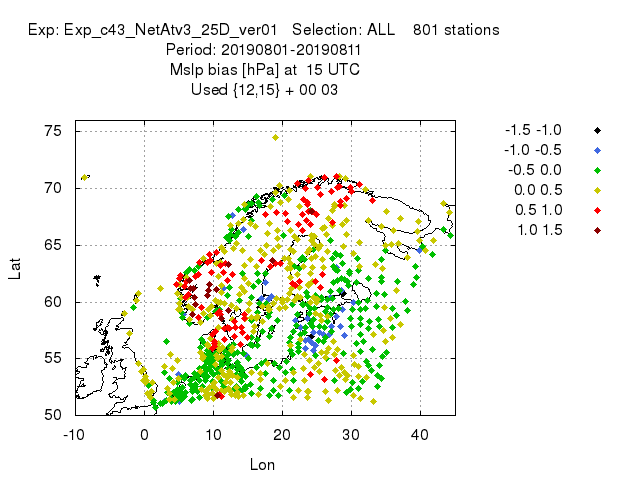 Exp: Exp_c43_NetAtv3_25D_ver01 Selection: ALL 801 stations
Period: 20190801-20190811
Mslp bias [hPa] at 15 UTC
Used {12,15} + 00 03
-1.5 -1.0
-1.0 -0.5
-0.5 0.0
0.0 0.5
0.5 1.0
1.0 1.5
75
70
65
60
55
50
Lat
-10 0 10 20 30 40
Lon